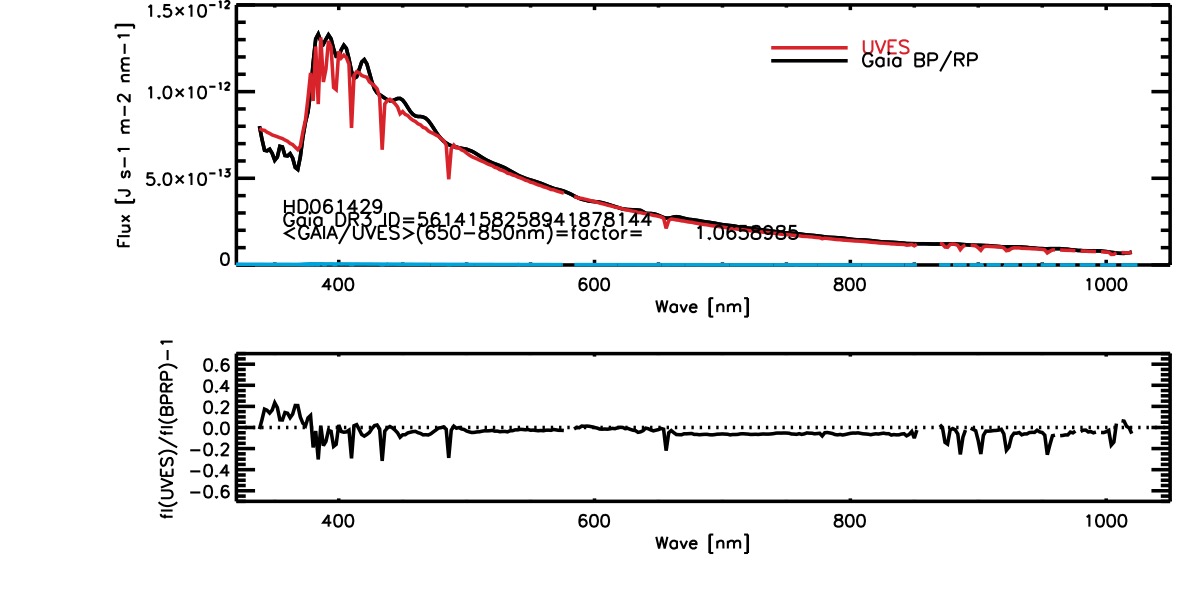 1.5×10−12
1.0×10−12
5.0×10−13
0
Flux [J s−1 m−2 nm−1]
UVES
Gaia BP/RP
HD061429
Gaia DR3 ID=5614158258941878144
<GAIA/UVES>(650−850nm)=factor= 1.0658985
400 600 800 1000
Wave [nm]
0.6
0.4
0.2
0.0
−0.2
−0.4
−0.6
fl(UVES)/fl(BPRP)−1
400 600 800 1000
Wave [nm]